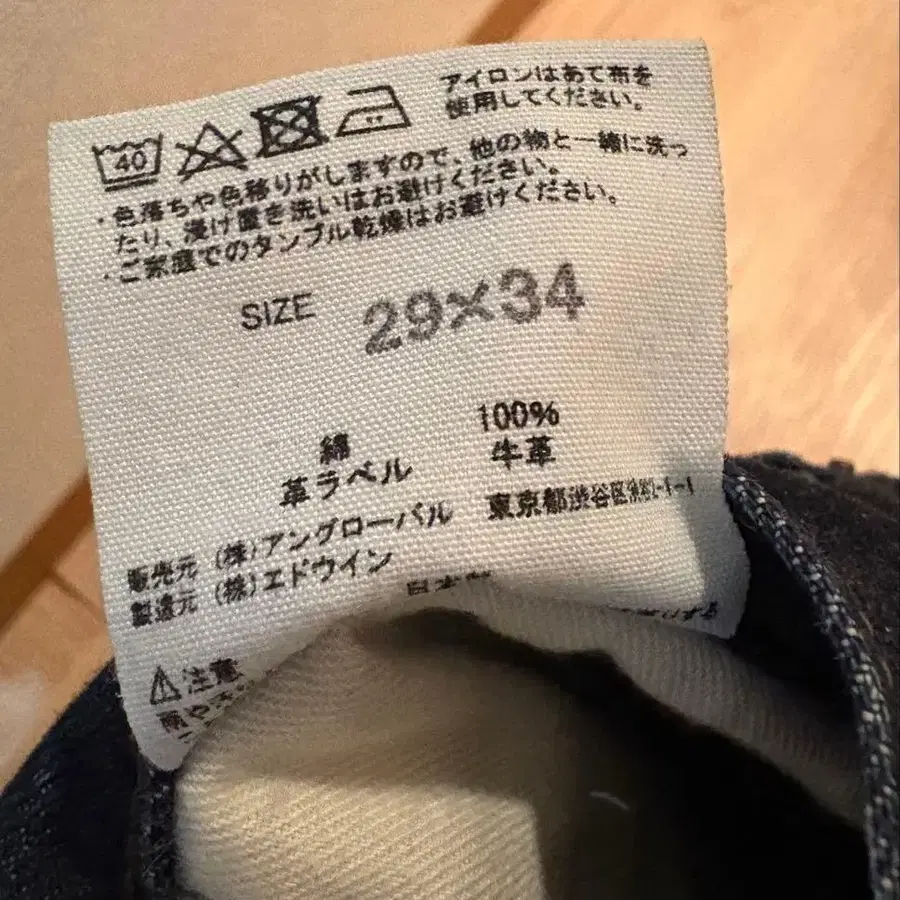 40
アイロンはあて布を
使用してください。
・色落ちや色移りがしますので、他の物と一緒に洗っ
たり、浸け置き洗いはお避けください。
・ご家庭でのタンブル乾燥はお避けください。
SIZE 29×34
綿 100%
革ラベル 牛革
販売元 (株)アングローバル 東京都渋谷区
製造元 (株)エドウイン
日本製
注意